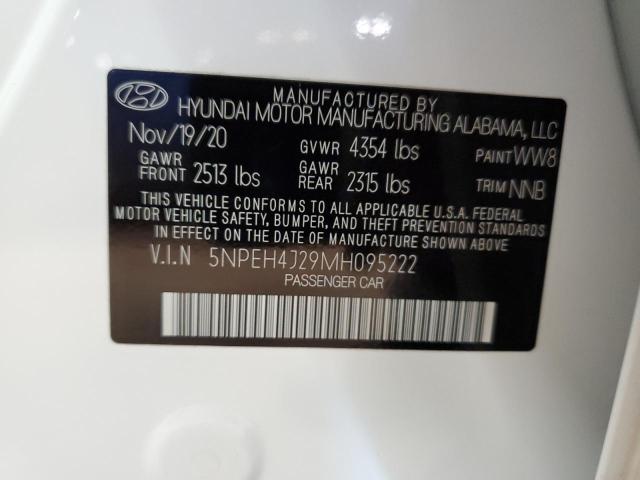 MANUFACTURED BY
HYUNDAI MOTOR MANUFACTURING ALABAMA, LLC
Nov/19/20 GVWR 4354 lbs PAINT WW8
GAWR FRONT 2513 lbs GAWR REAR 2315 lbs TRIM NNB
THIS VEHICLE CONFORMS TO ALL APPLICABLE U.S.A. FEDERAL
MOTOR VEHICLE SAFETY, BUMPER, AND THEFT PREVENTION STANDARDS
IN EFFECT ON THE DATE OF MANUFACTURE SHOWN ABOVE.
V.I.N 5NPEH4J29MH095222
PASSENGER CAR